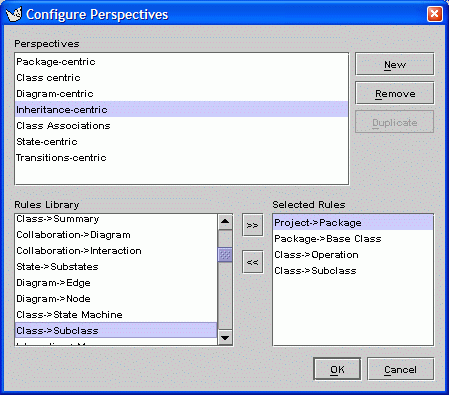 Configure Perspectives
Perspectives
Package-centric
Class centric
Diagram-centric
Inheritance-centric
Class Associations
State-centric
Transitions-centric
New
Remove
Duplicate
Rules Library
Class->Summary
Collaboration->Diagram
Collaboration->Interaction
State->Substates
Diagram->Edge
Diagram->Node
Class->State Machine
Class->Subclass
>>
<<
Selected Rules
Project->Package
Package->Base Class
Class->Operation
Class->Subclass
OK
Cancel